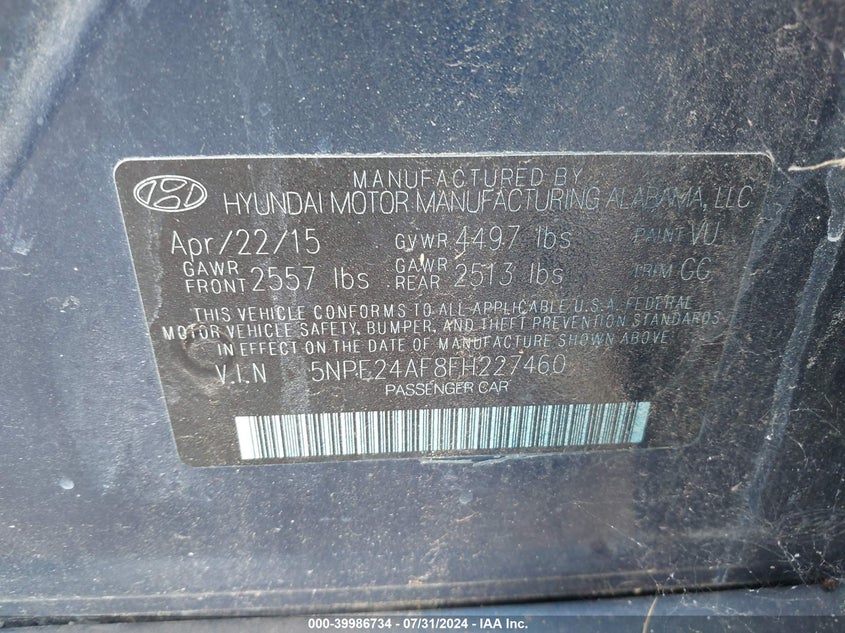 MANUFACTURED BY
HYUNDAI MOTOR MANUFACTURING ALABAMA, LLC
Apr/22/15 GVWR 4497 lbs PAINT VU
GAWR FRONT 2557 lbs GAWR REAR 2513 lbs TRIM GG
THIS VEHICLE CONFORMS TO ALL APPLICABLE U.S.A. FEDERAL
MOTOR VEHICLE SAFETY, BUMPER, AND THEFT PREVENTION STANDARDS
IN EFFECT ON THE DATE OF MANUFACTURE SHOWN ABOVE
V.I.N 5NPE24AF8FH227460
PASSENGER CAR
000-39986734 - 07/31/2024 - IAA Inc.